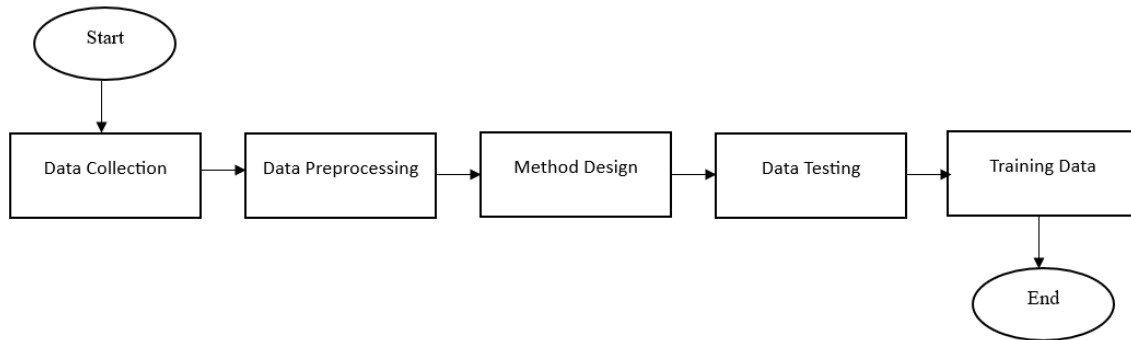 Start
Data Collection
Data Preprocessing
Method Design
Data Testing
Training Data
End